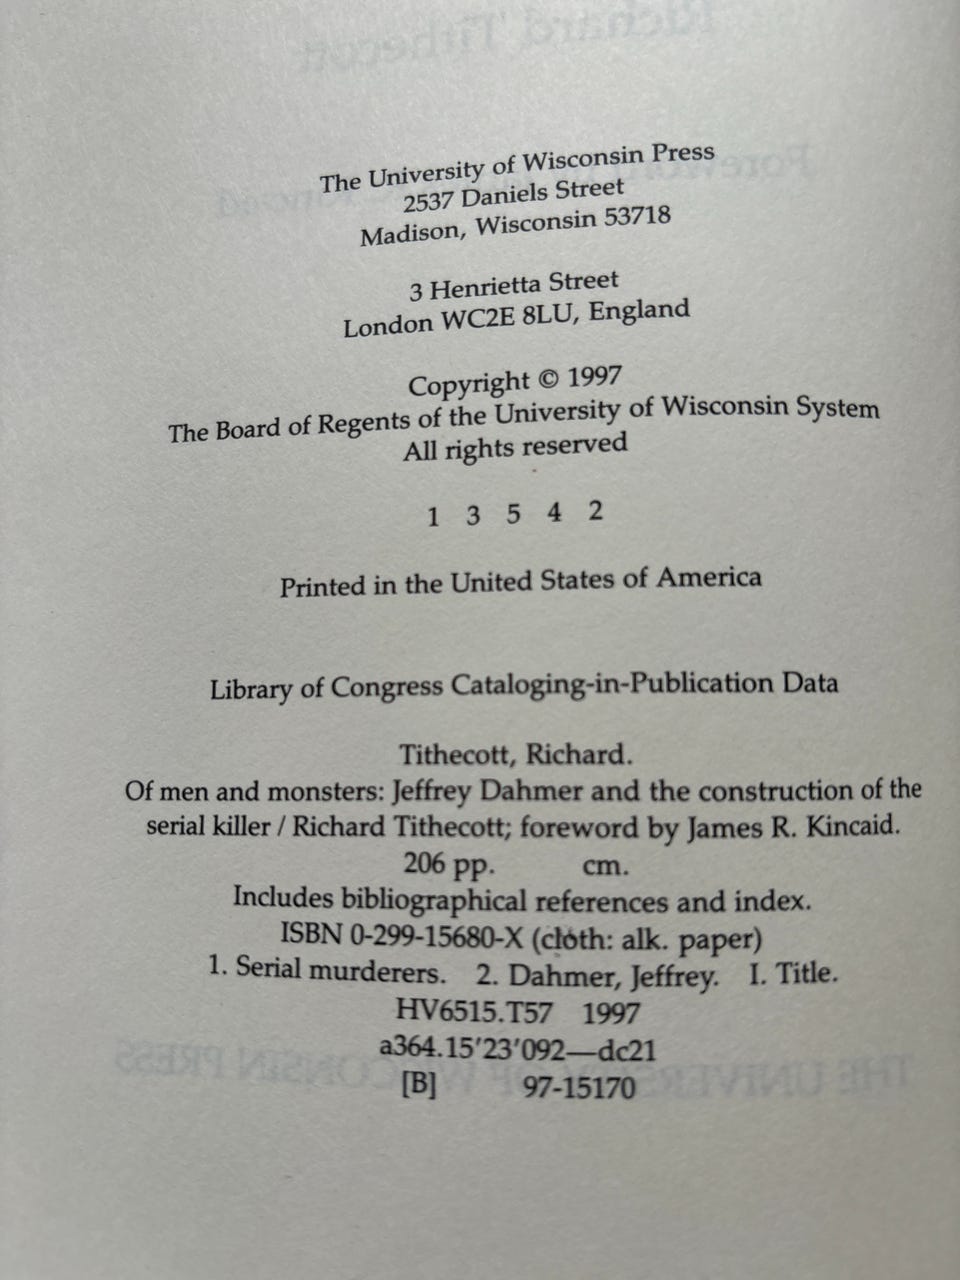 The University of Wisconsin Press
2537 Daniels Street
Madison, Wisconsin 53718
3 Henrietta Street
London WC2E 8LU, England
Copyright © 1997
The Board of Regents of the University of Wisconsin System
All rights reserved
1 3 5 4 2
Printed in the United States of America
Library of Congress Cataloging-in-Publication Data
Tithecott, Richard.
Of men and monsters: Jeffrey Dahmer and the construction of the
serial killer / Richard Tithecott; foreword by James R. Kincaid.
206 pp. cm.
Includes bibliographical references and index.
ISBN 0-299-15680-X (cloth: alk. paper)
1. Serial murderers. 2. Dahmer, Jeffrey. I. Title.
HV6515.T57 1997
a364.15′23′092—dc21
[B] 97-15170